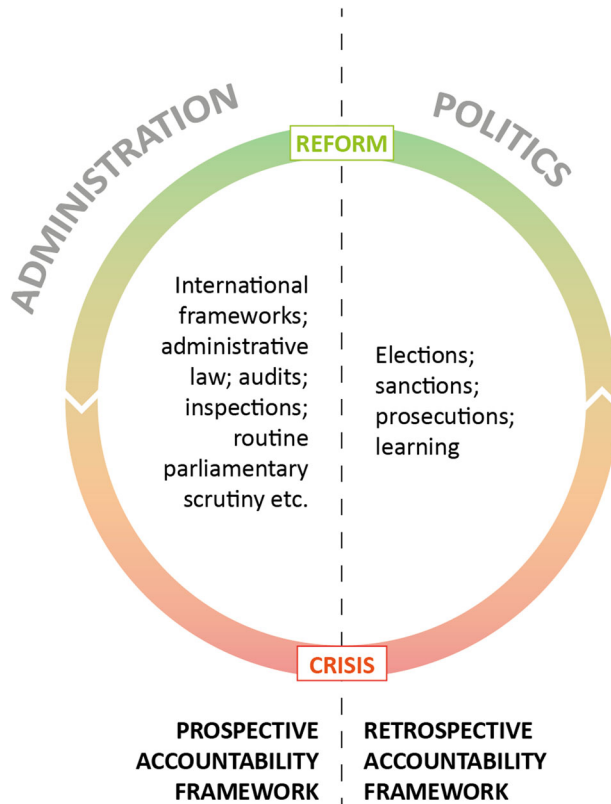 ADMINISTRATION
POLITICS
REFORM
International
frameworks;
administrative
law; audits;
inspections;
routine
parliamentary
scrutiny etc.
Elections;
sanctions;
prosecutions;
learning
CRISIS
PROSPECTIVE
ACCOUNTABILITY
FRAMEWORK
RETROSPECTIVE
ACCOUNTABILITY
FRAMEWORK